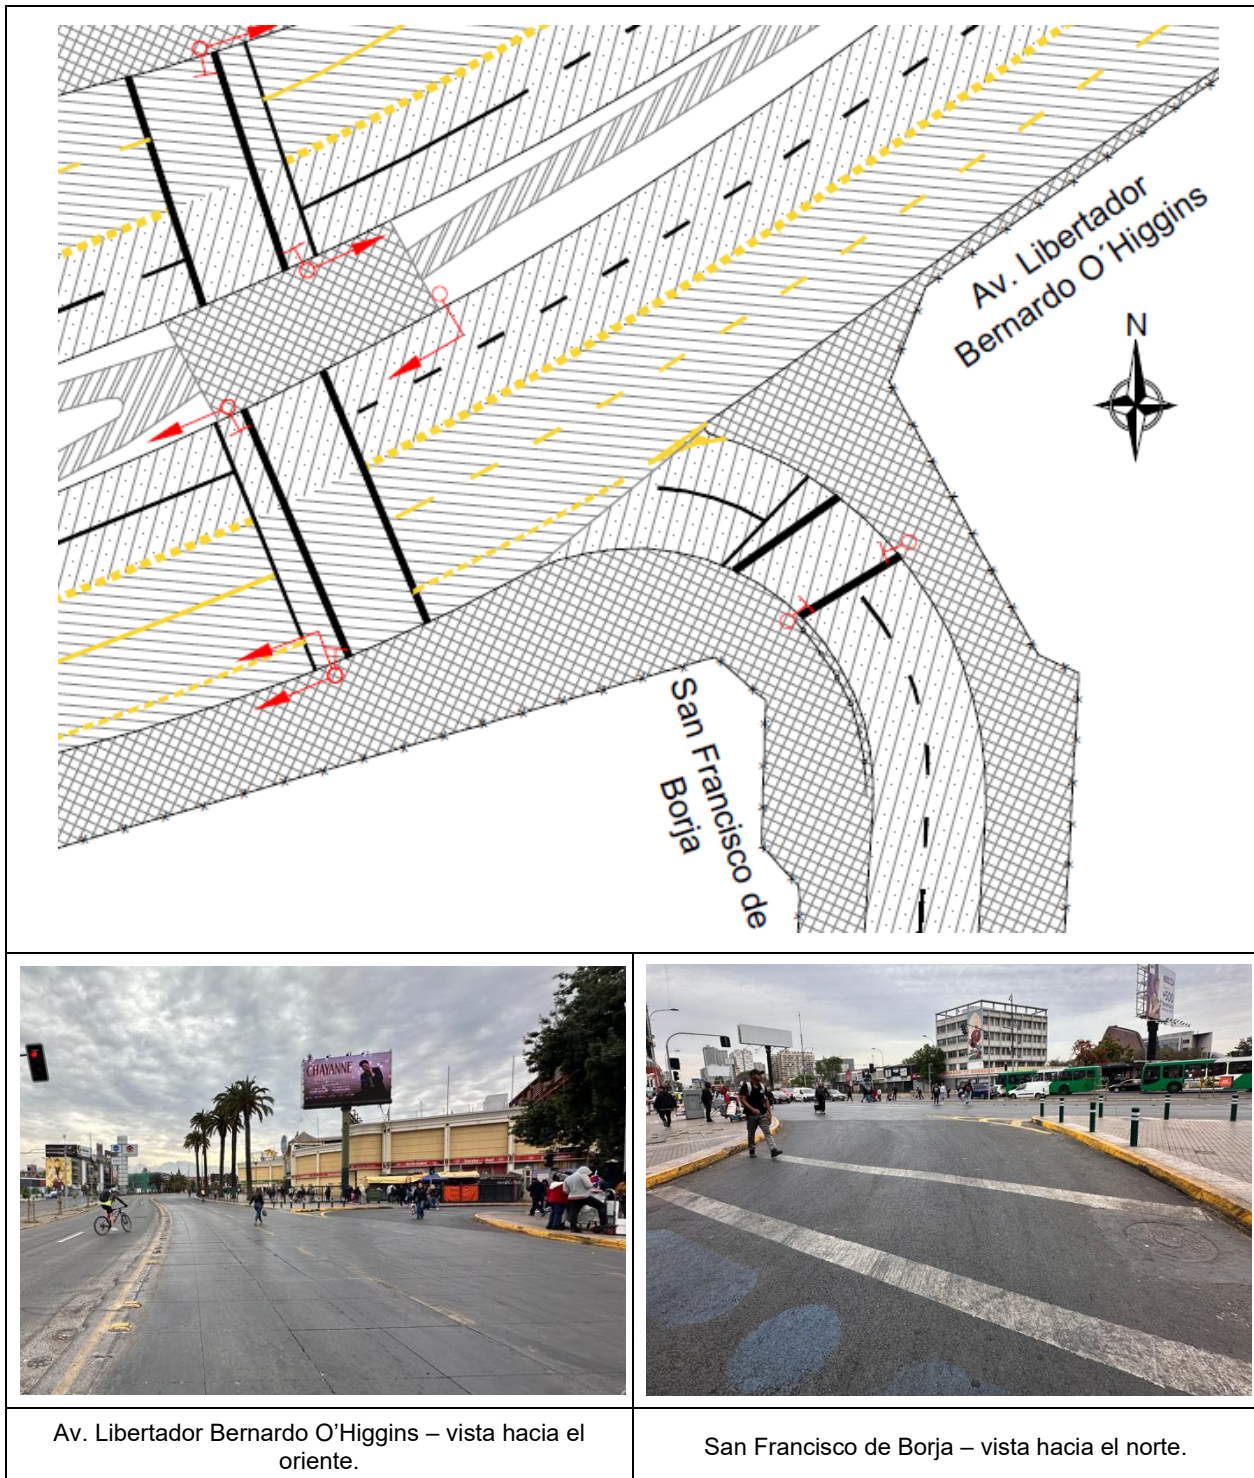 Av. Libertador
Bernardo O´Higgins
N
San Francisco de
Borja
CHAYANNE
+500
Av. Libertador Bernardo O’Higgins – vista hacia el
oriente.
San Francisco de Borja – vista hacia el norte.